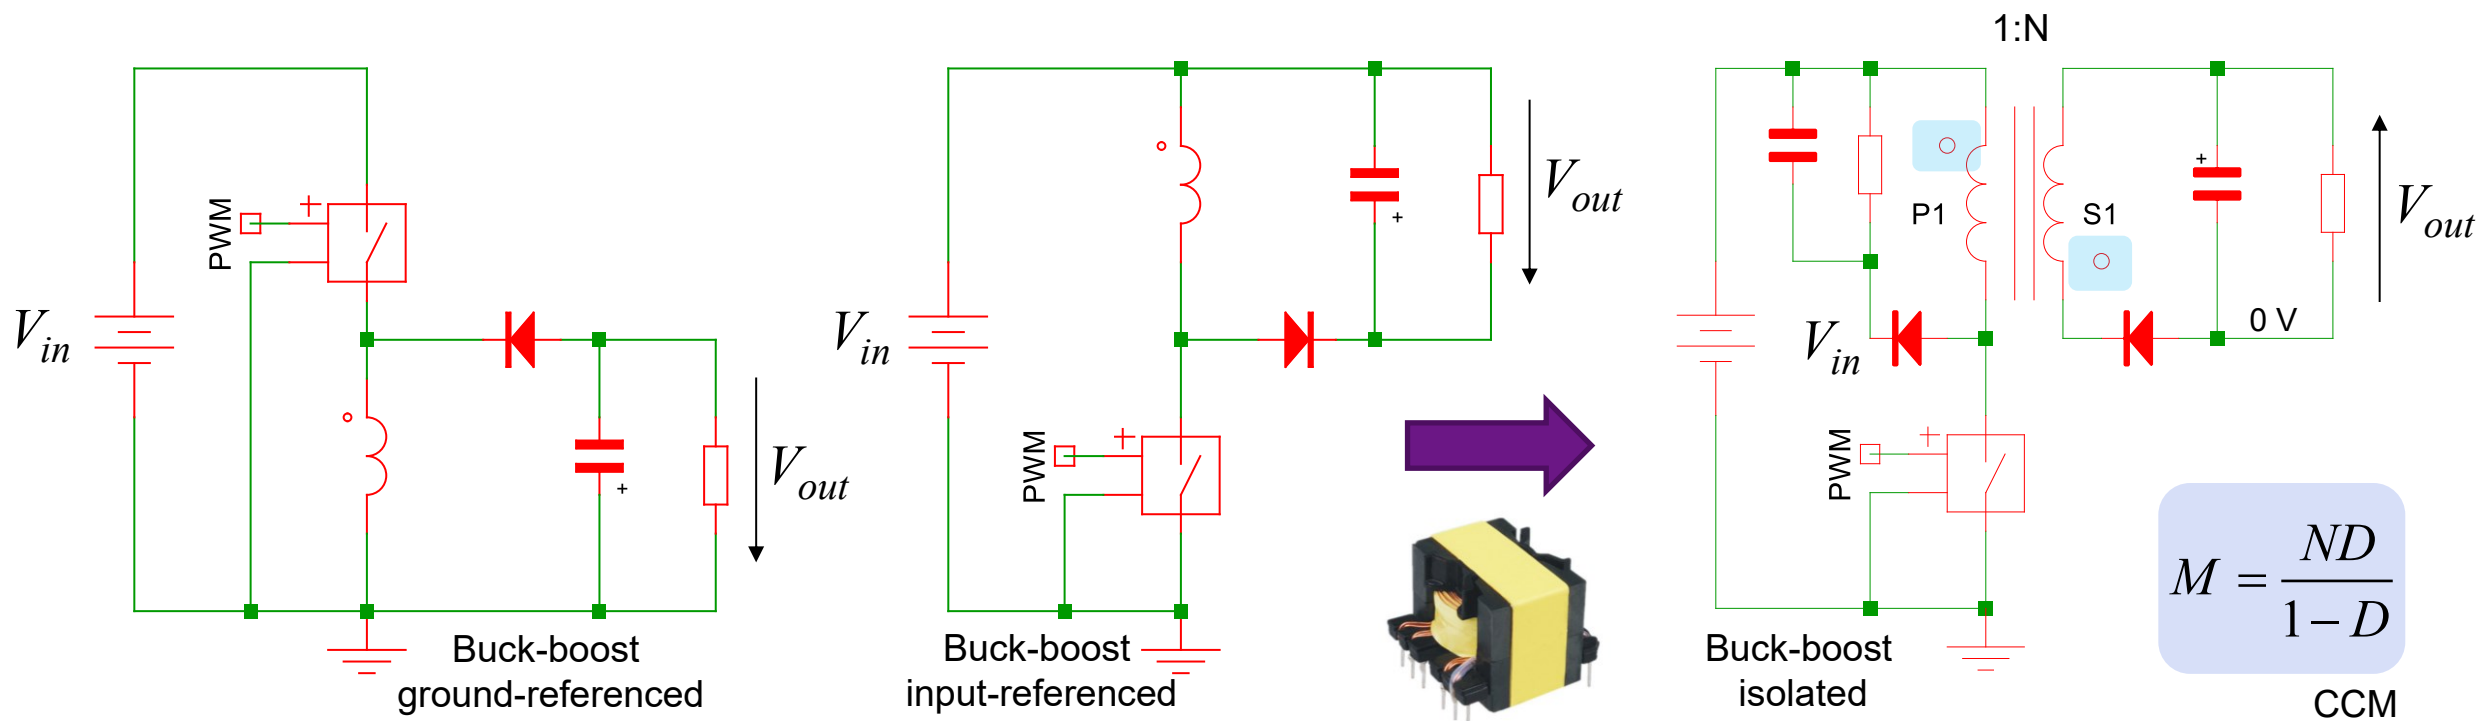 PWM
+
V_in
V_out
+
Buck-boost
ground-referenced
PWM
+
V_in
V_out
+
Buck-boost
input-referenced
1:N
P1
S1
+
V_out
0 V
V_in
PWM
+
Buck-boost
isolated
M = ND / (1 − D)
CCM